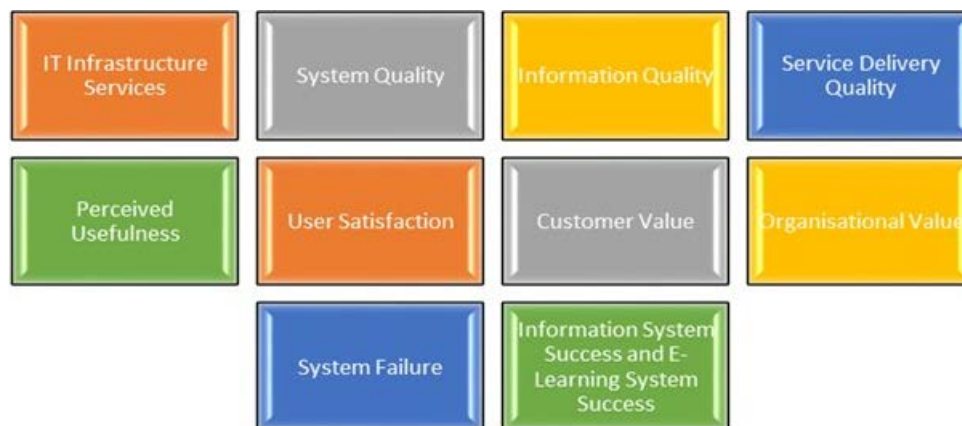 IT Infrastructure
Services
System Quality
Information Quality
Service Delivery
Quality
Perceived
Usefulness
User Satisfaction
Customer Value
Organisational Value
System Failure
Information System
Success and E-
Learning System
Success